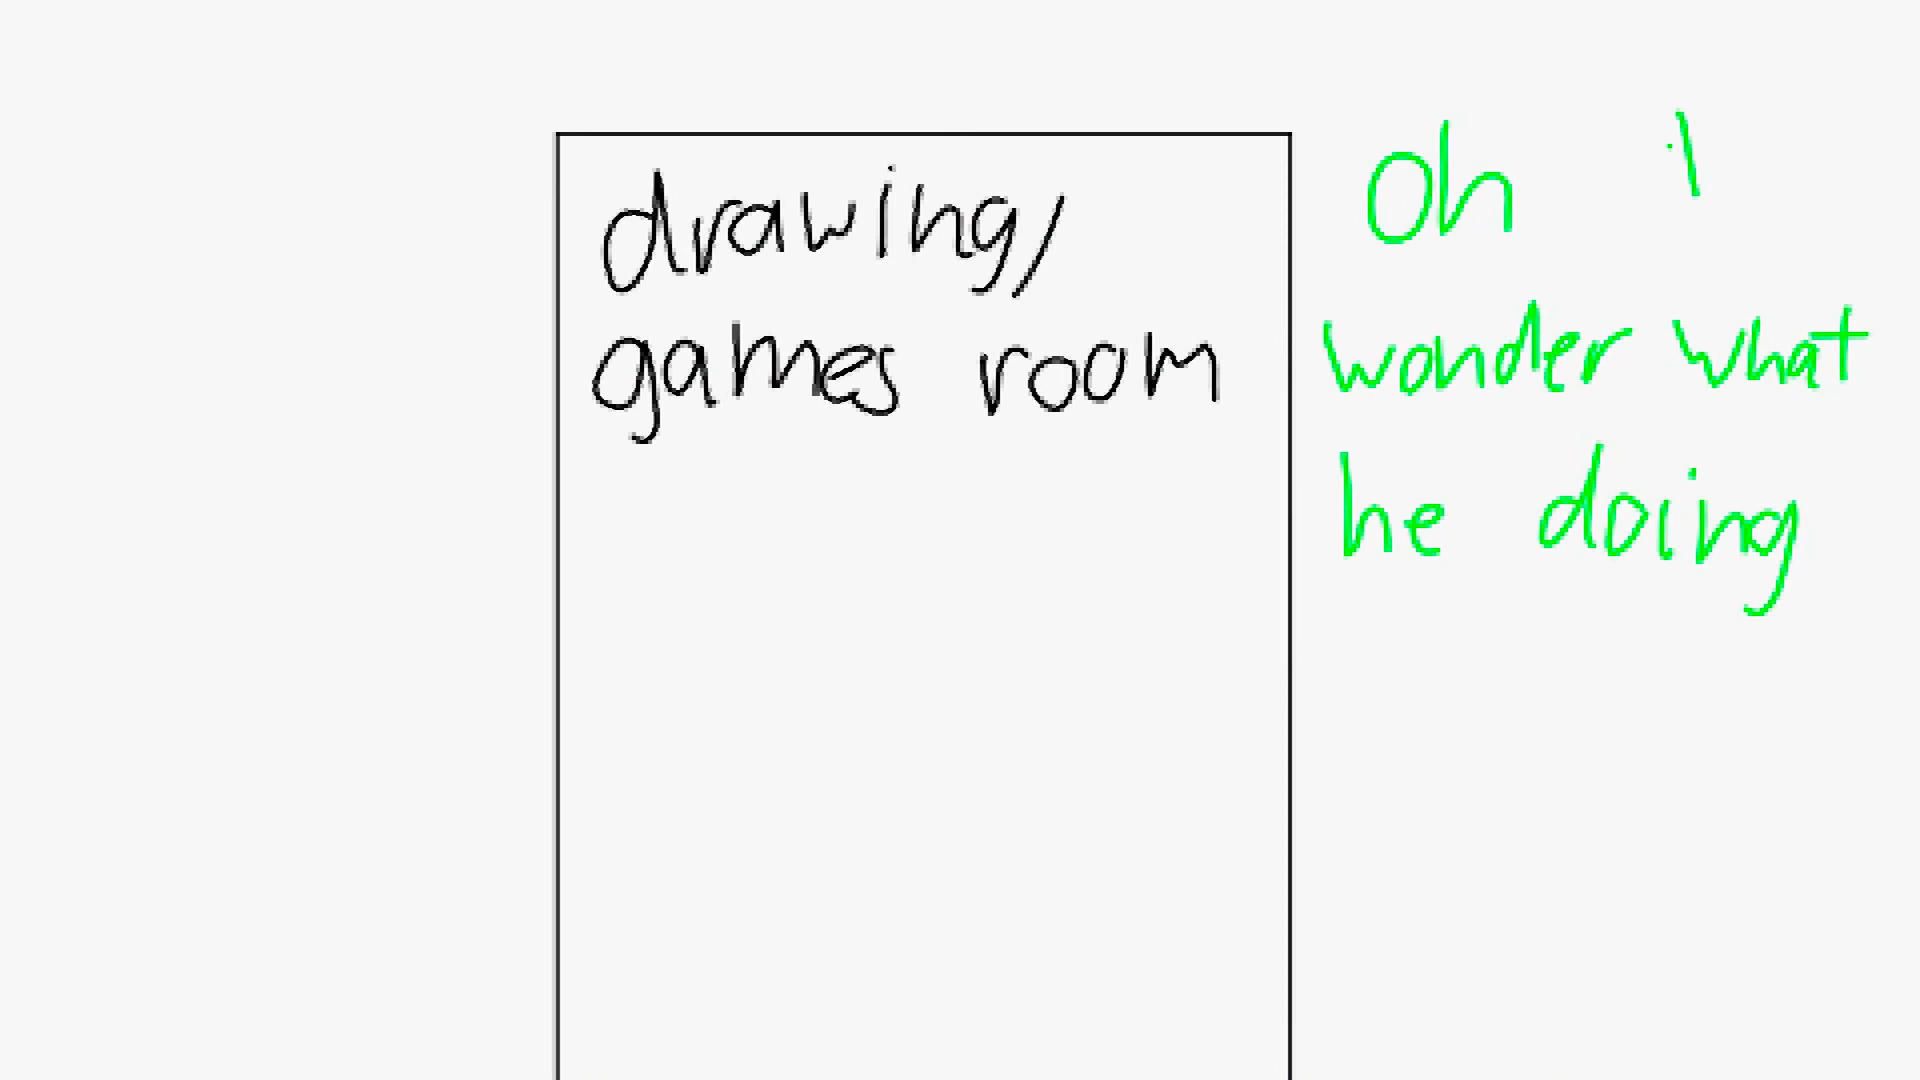 drawing/
games room
oh i
wonder what
he doing